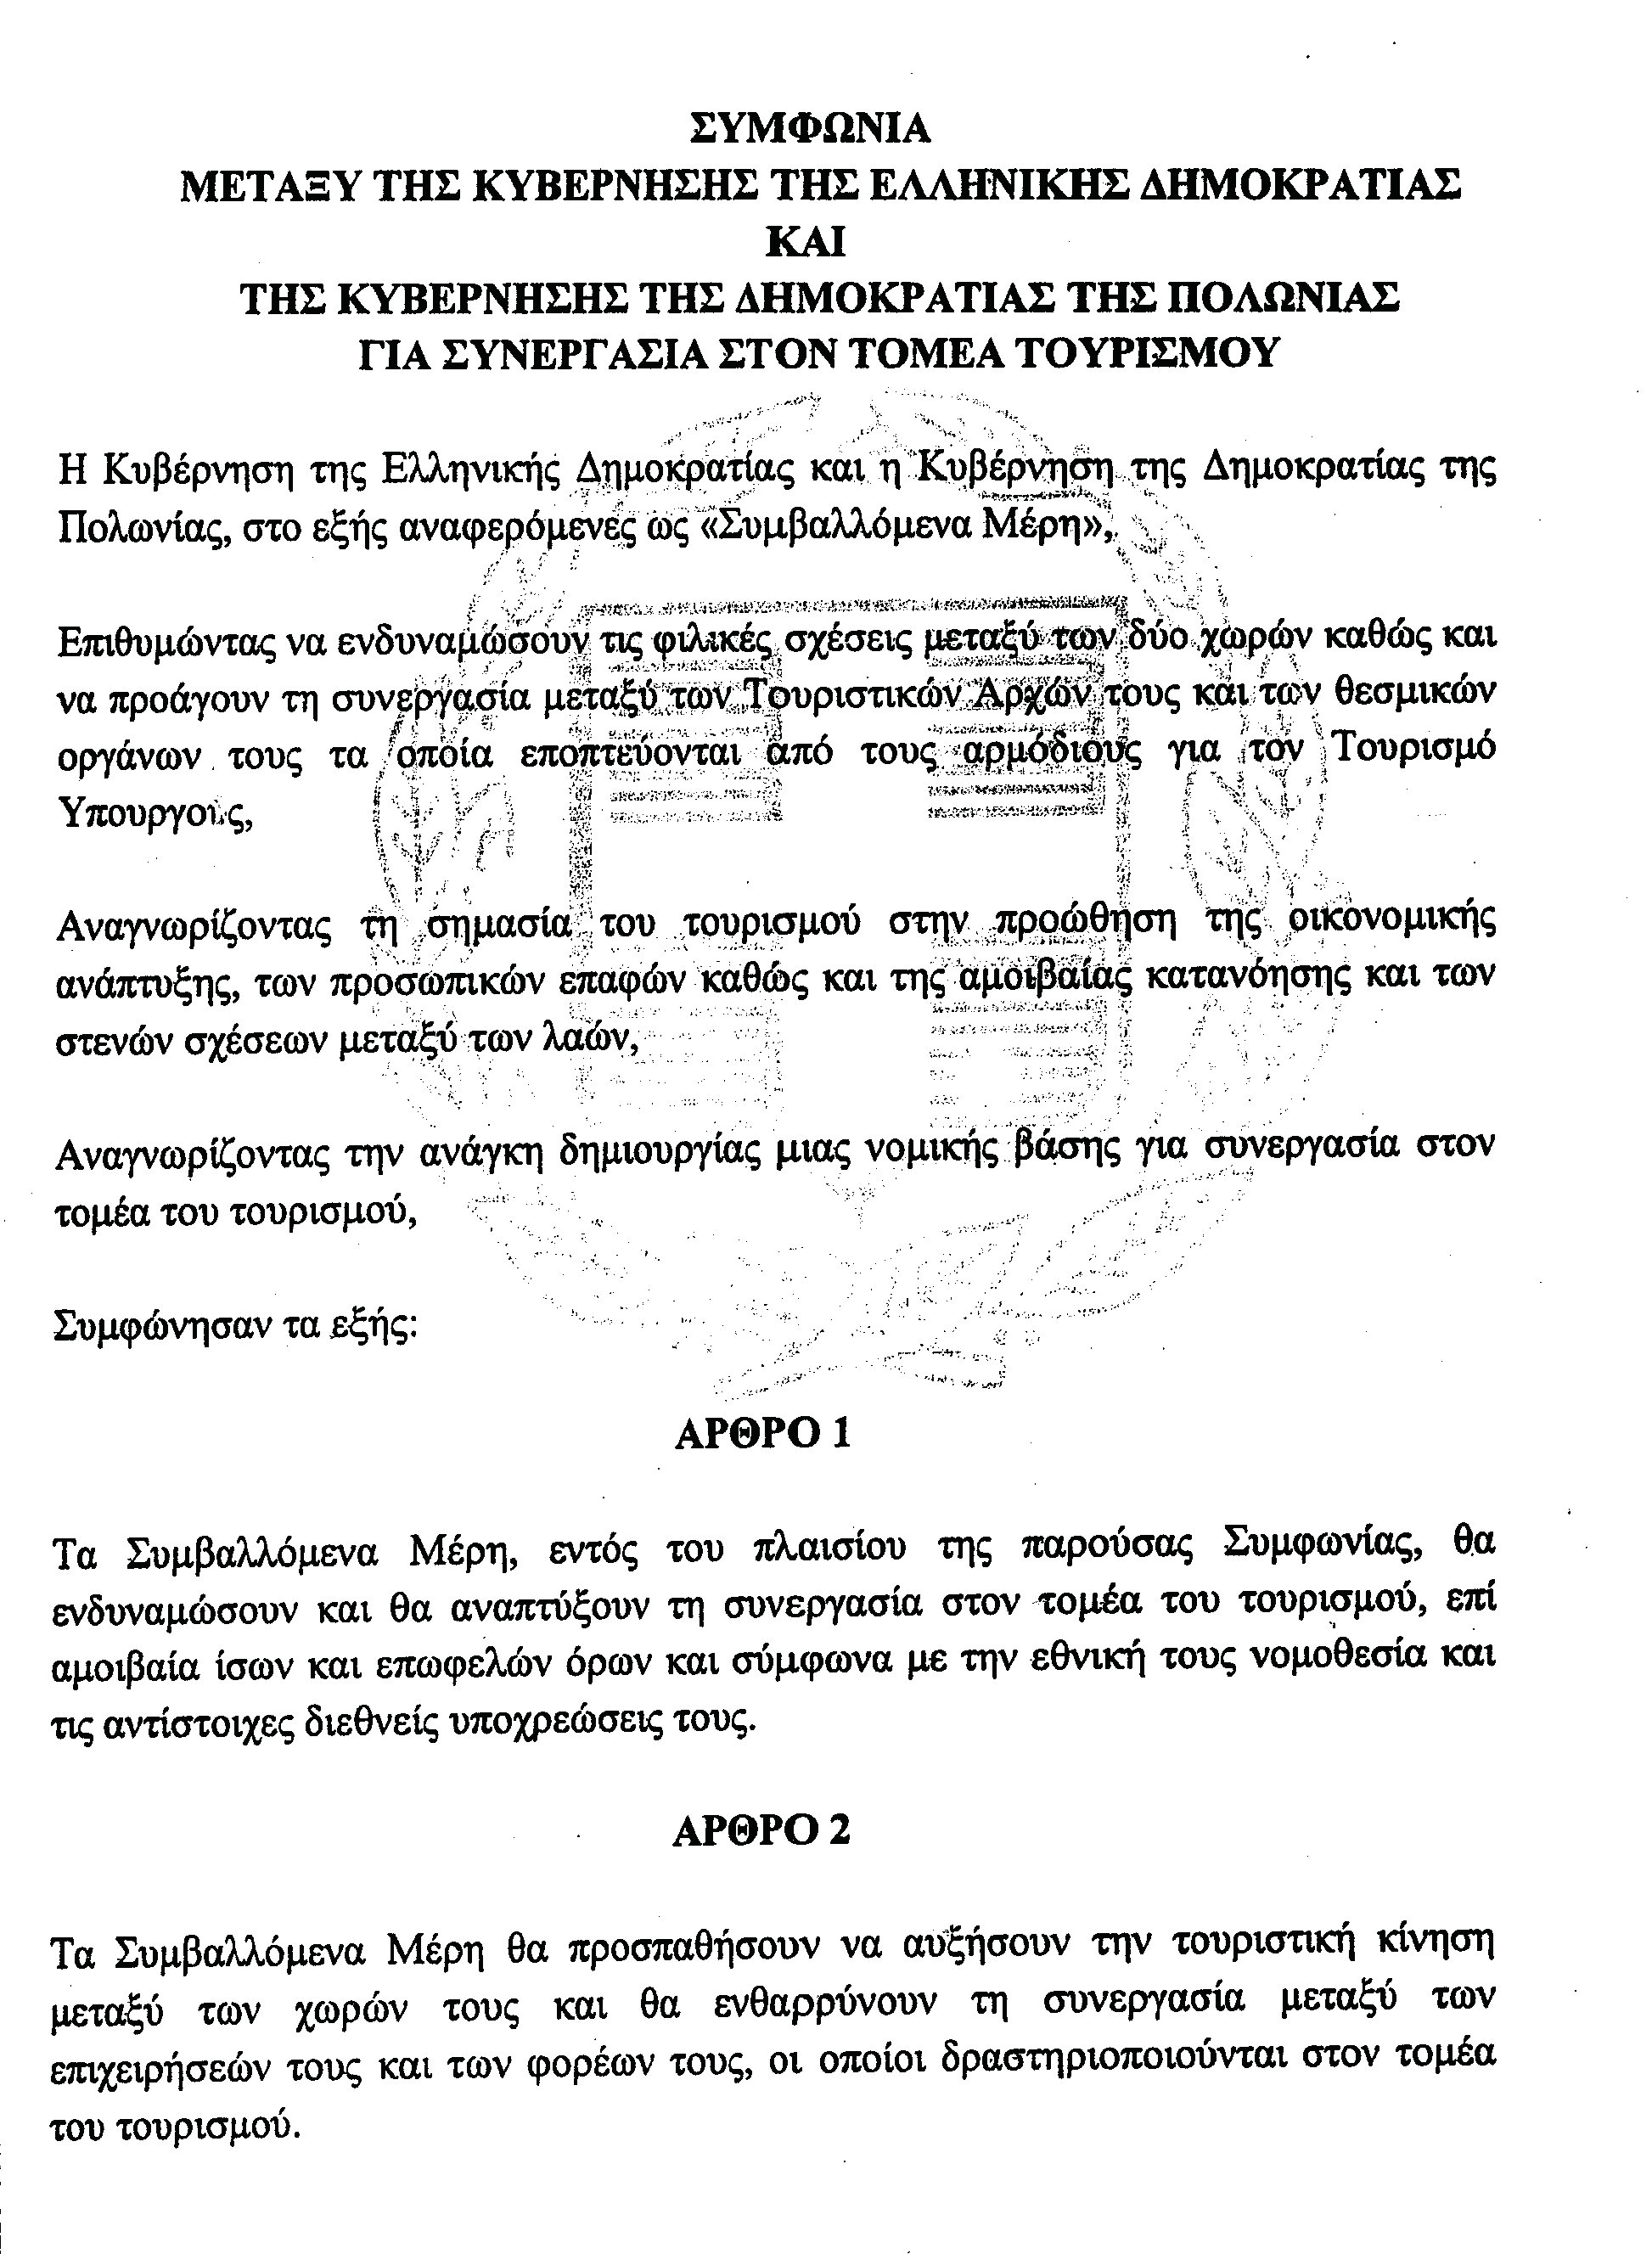 ΣΥΜΦΩΝΙΑ
ΜΕΤΑΞΥ ΤΗΣ ΚΥΒΕΡΝΗΣΗΣ ΤΗΣ ΕΛΛΗΝΙΚΗΣ ΔΗΜΟΚΡΑΤΙΑΣ
ΚΑΙ
ΤΗΣ ΚΥΒΕΡΝΗΣΗΣ ΤΗΣ ΔΗΜΟΚΡΑΤΙΑΣ ΤΗΣ ΠΟΛΩΝΙΑΣ
ΓΙΑ ΣΥΝΕΡΓΑΣΙΑ ΣΤΟΝ ΤΟΜΕΑ ΤΟΥΡΙΣΜΟΥ
Η Κυβέρνηση της Ελληνικής Δημοκρατίας και η Κυβέρνηση της Δημοκρατίας της
Πολωνίας, στο εξής αναφερόμενες ως «Συμβαλλόμενα Μέρη»,
Επιθυμώντας να ενδυναμώσουν τις φιλικές σχέσεις μεταξύ των δύο χωρών καθώς και
να προάγουν τη συνεργασία μεταξύ των Τουριστικών Αρχών τους και των θεσμικών
οργάνων τους τα οποία εποπτεύονται από τους αρμόδιους για τον Τουρισμό
Υπουργούς,
Αναγνωρίζοντας τη σημασία του τουρισμού στην προώθηση της οικονομικής
ανάπτυξης, των προσωπικών επαφών καθώς και της αμοιβαίας κατανόησης και των
στενών σχέσεων μεταξύ των λαών,
Αναγνωρίζοντας την ανάγκη δημιουργίας μιας νομικής βάσης για συνεργασία στον
τομέα του τουρισμού,
Συμφώνησαν τα εξής:
ΑΡΘΡΟ 1
Τα Συμβαλλόμενα Μέρη, εντός του πλαισίου της παρούσας Συμφωνίας, θα
ενδυναμώσουν και θα αναπτύξουν τη συνεργασία στον τομέα του τουρισμού, επί
αμοιβαία ίσων και επωφελών όρων και σύμφωνα με την εθνική τους νομοθεσία και
τις αντίστοιχες διεθνείς υποχρεώσεις τους.
ΑΡΘΡΟ 2
Τα Συμβαλλόμενα Μέρη θα προσπαθήσουν να αυξήσουν την τουριστική κίνηση
μεταξύ των χωρών τους και θα ενθαρρύνουν τη συνεργασία μεταξύ των
επιχειρήσεών τους και των φορέων τους, οι οποίοι δραστηριοποιούνται στον τομέα
του τουρισμού.